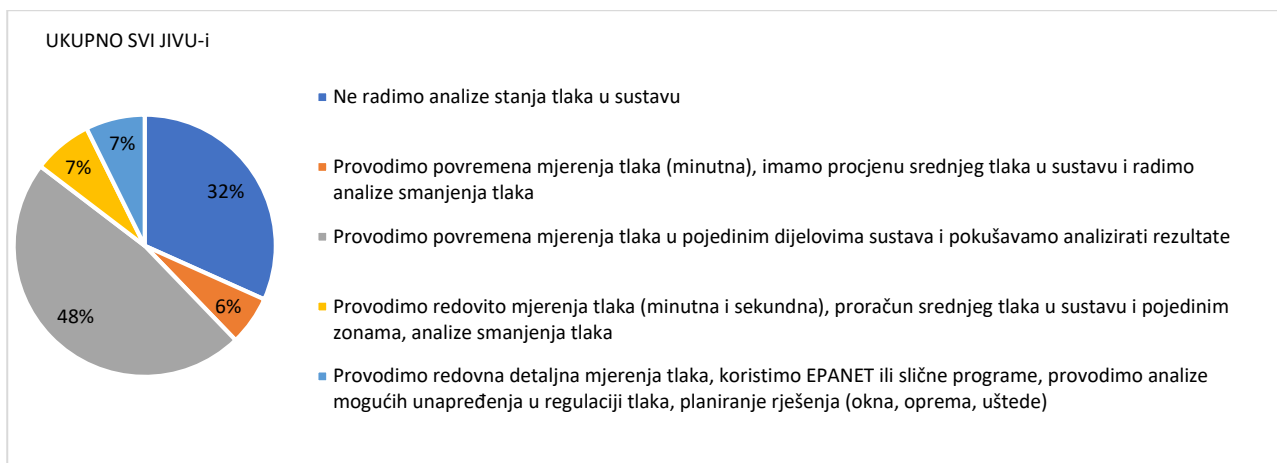 UKUPNO SVI JIVU-i
7%
7%
32%
6%
48%
Ne radimo analize stanja tlaka u sustavu
Provodimo povremena mjerenja tlaka (minutna), imamo procjenu srednjeg tlaka u sustavu i radimo
analize smanjenja tlaka
Provodimo povremena mjerenja tlaka u pojedinim dijelovima sustava i pokušavamo analizirati rezultate
Provodimo redovito mjerenja tlaka (minutna i sekundna), proračun srednjeg tlaka u sustavu i pojedinim
zonama, analize smanjenja tlaka
Provodimo redovna detaljna mjerenja tlaka, koristimo EPANET ili slične programe, provodimo analize
mogućih unapređenja u regulaciji tlaka, planiranje rješenja (okna, oprema, uštede)